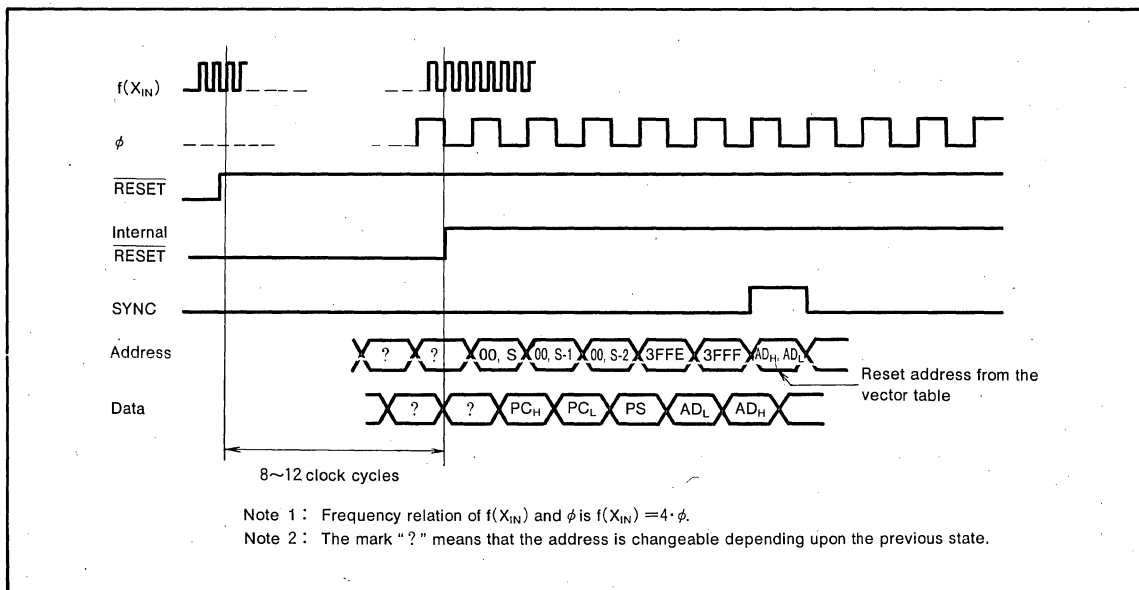 f(XIN)
φ
RESET
Internal
RESET
SYNC
Address
? ? 00, S 00, S-1 00, S-2 3FFE 3FFF ADH, ADL
Reset address from the
vector table
Data
? ? PCH PCL PS ADL ADH
8~12 clock cycles
Note 1 : Frequency relation of f(XIN) and φ is f(XIN) =4·φ.
Note 2 : The mark "?" means that the address is changeable depending upon the previous state.